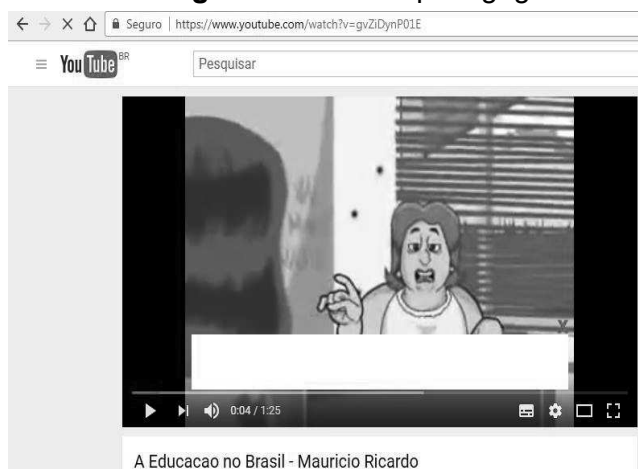 Seguro https://www.youtube.com/watch?v=gvZiDynP01E
YouTube BR
Pesquisar
X
0:04 / 1:25
A Educacao no Brasil - Mauricio Ricardo